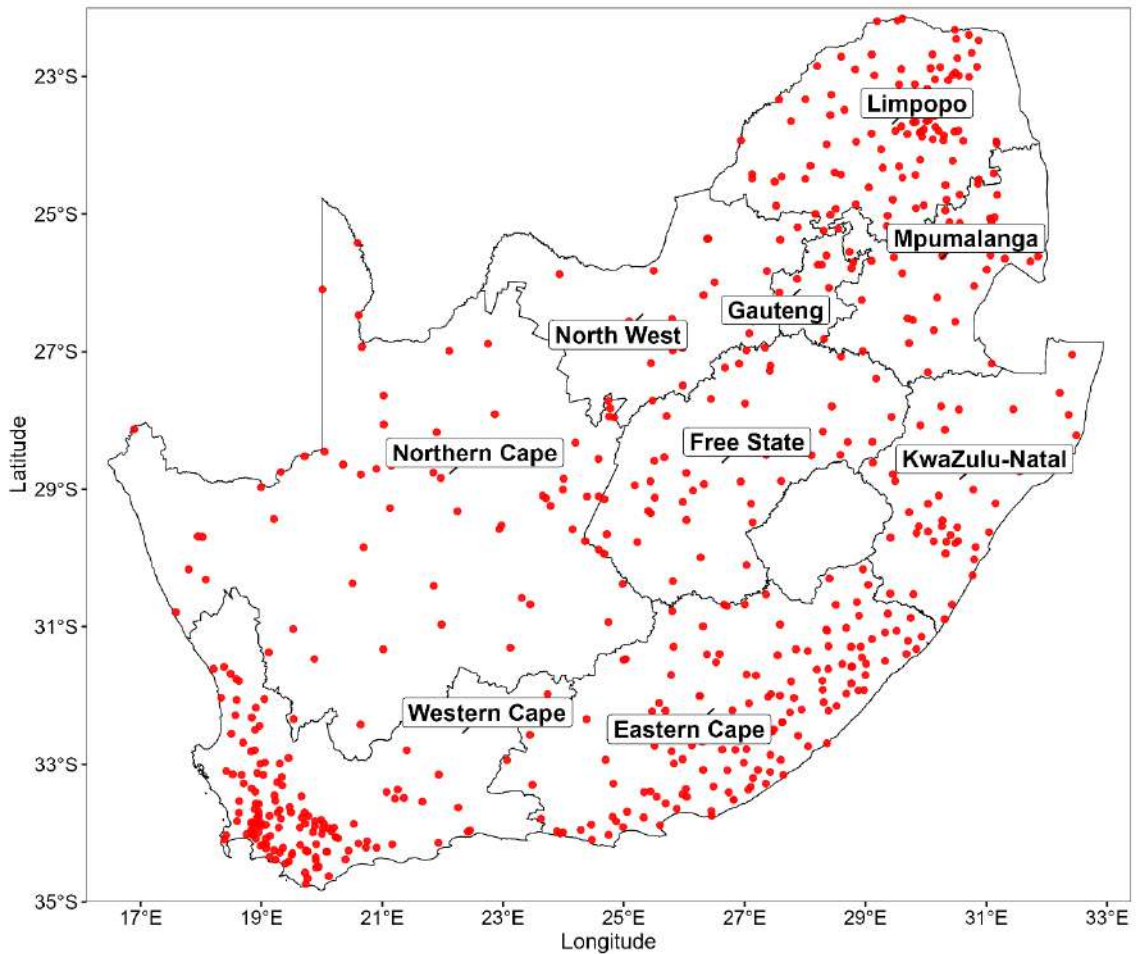 23°S
Limpopo
25°S
Mpumalanga
Gauteng
North West
27°S
Free State
Northern Cape
KwaZulu-Natal
Latitude
29°S
31°S
Western Cape
Eastern Cape
33°S
35°S
17°E 19°E 21°E 23°E 25°E 27°E 29°E 31°E 33°E
Longitude